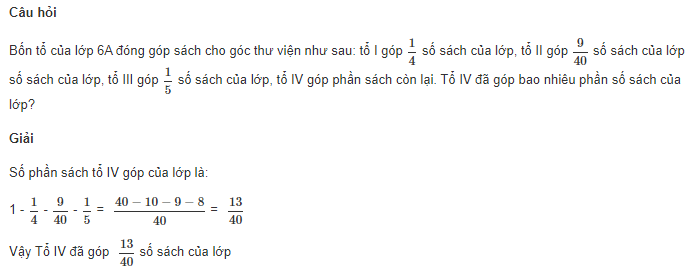 Câu hỏi
Bốn tổ của lớp 6A đóng góp sách cho góc thư viện như sau: tổ I góp 1/4 số sách của lớp, tổ II góp 9/40 số sách của lớp
số sách của lớp, tổ III góp 1/5 số sách của lớp, tổ IV góp phần sách còn lại. Tổ IV đã góp bao nhiêu phần số sách của
lớp?
Giải
Số phần sách tổ IV góp của lớp là:
1 - 1/4 - 9/40 - 1/5 = (40 − 10 − 9 − 8)/40 = 13/40
Vậy Tổ IV đã góp 13/40 số sách của lớp